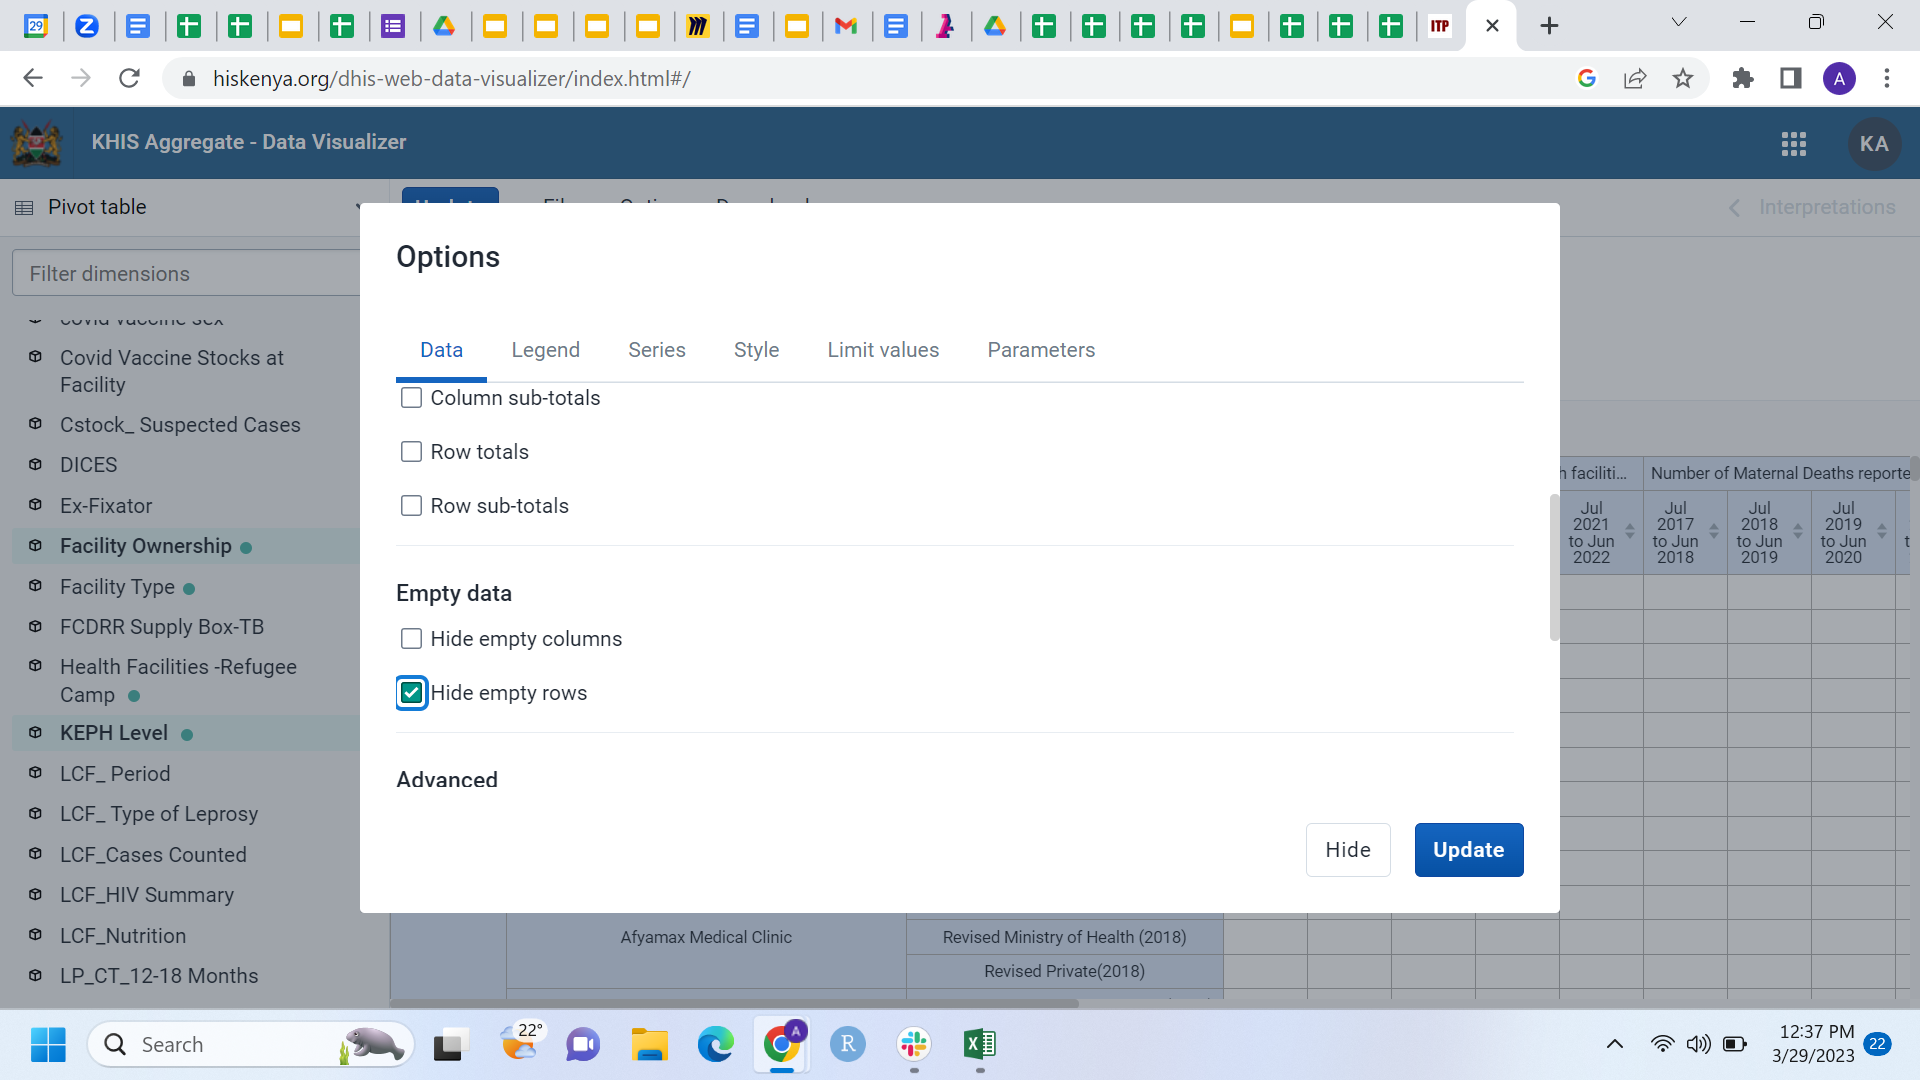 29
ITP
hiskenya.org/dhis-web-data-visualizer/index.html#/
A
KHIS Aggregate - Data Visualizer
KA
Pivot table
Interpretations
Filter dimensions
Covid Vaccine Stocks at
Facility
Cstock_ Suspected Cases
DICES
Ex-Fixator
Facility Ownership
Facility Type
FCDRR Supply Box-TB
Health Facilities -Refugee
Camp
KEPH Level
LCF_ Period
LCF_ Type of Leprosy
LCF_Cases Counted
LCF_HIV Summary
LCF_Nutrition
LP_CT_12-18 Months
Options
Data Legend Series Style Limit values Parameters
Column sub-totals
Row totals
Row sub-totals
Empty data
Hide empty columns
Hide empty rows
Advanced
Hide Update
h faciliti... Number of Maternal Deaths reporte
Jul
2021
to Jun
2022
Jul
2017
to Jun
2018
Jul
2018
to Jun
2019
Jul
2019
to Jun
2020
Afyamax Medical Clinic
Revised Ministry of Health (2018)
Revised Private(2018)
Search
22°
A
R
12:37 PM
3/29/2023
22